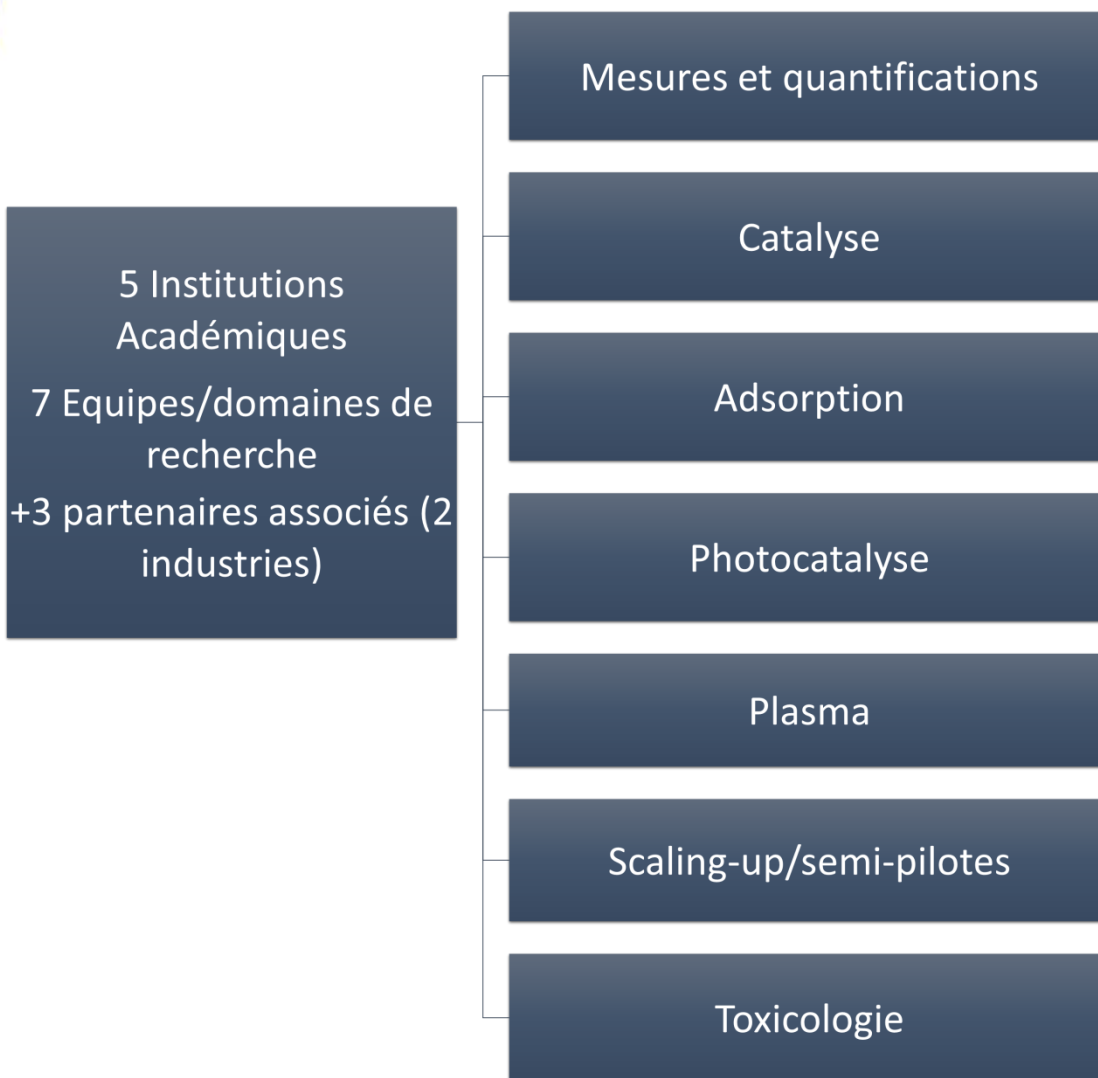 5 Institutions
Académiques
7 Equipes/domaines de
recherche
+3 partenaires associés (2
industries)
Mesures et quantifications
Catalyse
Adsorption
Photocatalyse
Plasma
Scaling-up/semi-pilotes
Toxicologie